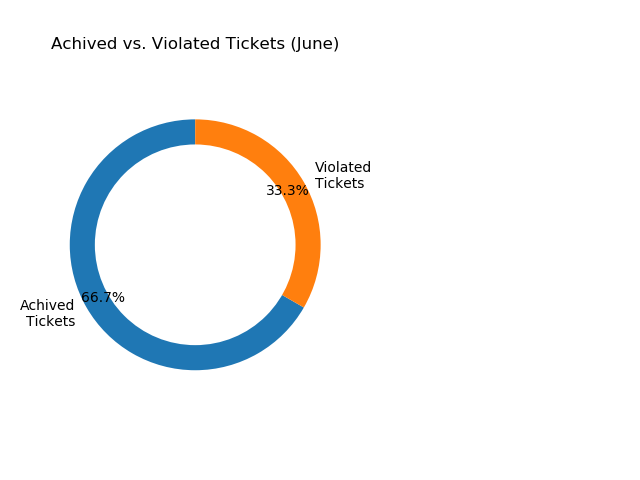 Achived vs. Violated Tickets (June)
Violated
Tickets
33.3%
66.7%
Achived
Tickets